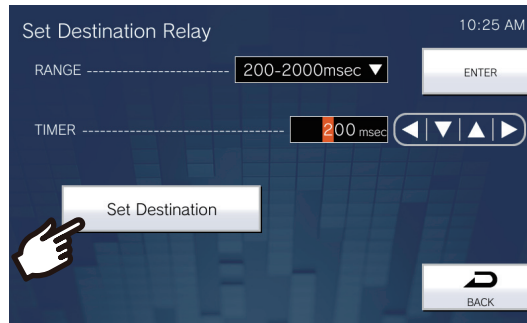 Set Destination Relay
10:25 AM
RANGE ----------------------- 200-2000msec ▼
ENTER
TIMER --------------------------------- 200 msec
Set Destination
BACK